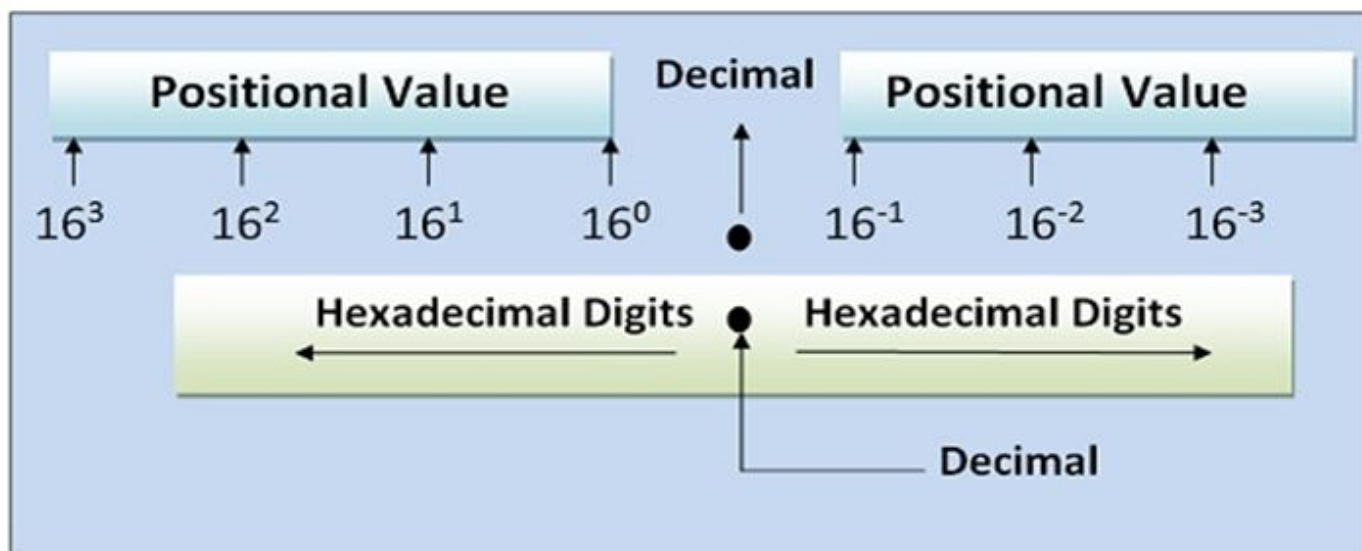 Positional Value
Decimal
Positional Value
16³ 16² 16¹ 16⁰ 16⁻¹ 16⁻² 16⁻³
Hexadecimal Digits
Hexadecimal Digits
Decimal